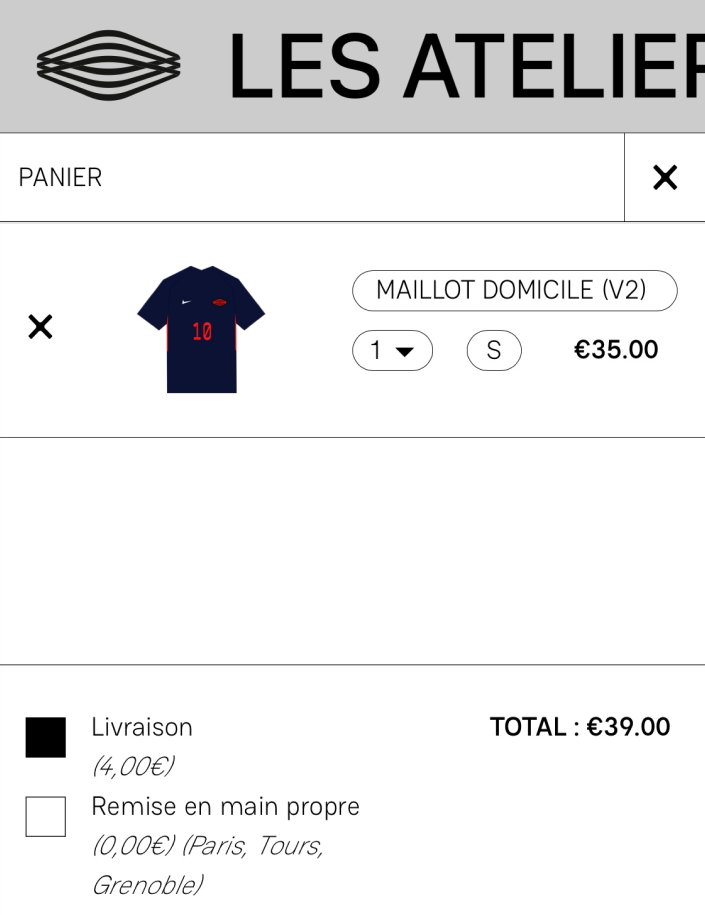 LES ATELIER
PANIER
10
MAILLOT DOMICILE (V2)
1 S €35.00
Livraison TOTAL : €39.00
(4,00€)
Remise en main propre
(0,00€) (Paris, Tours,
Grenoble)